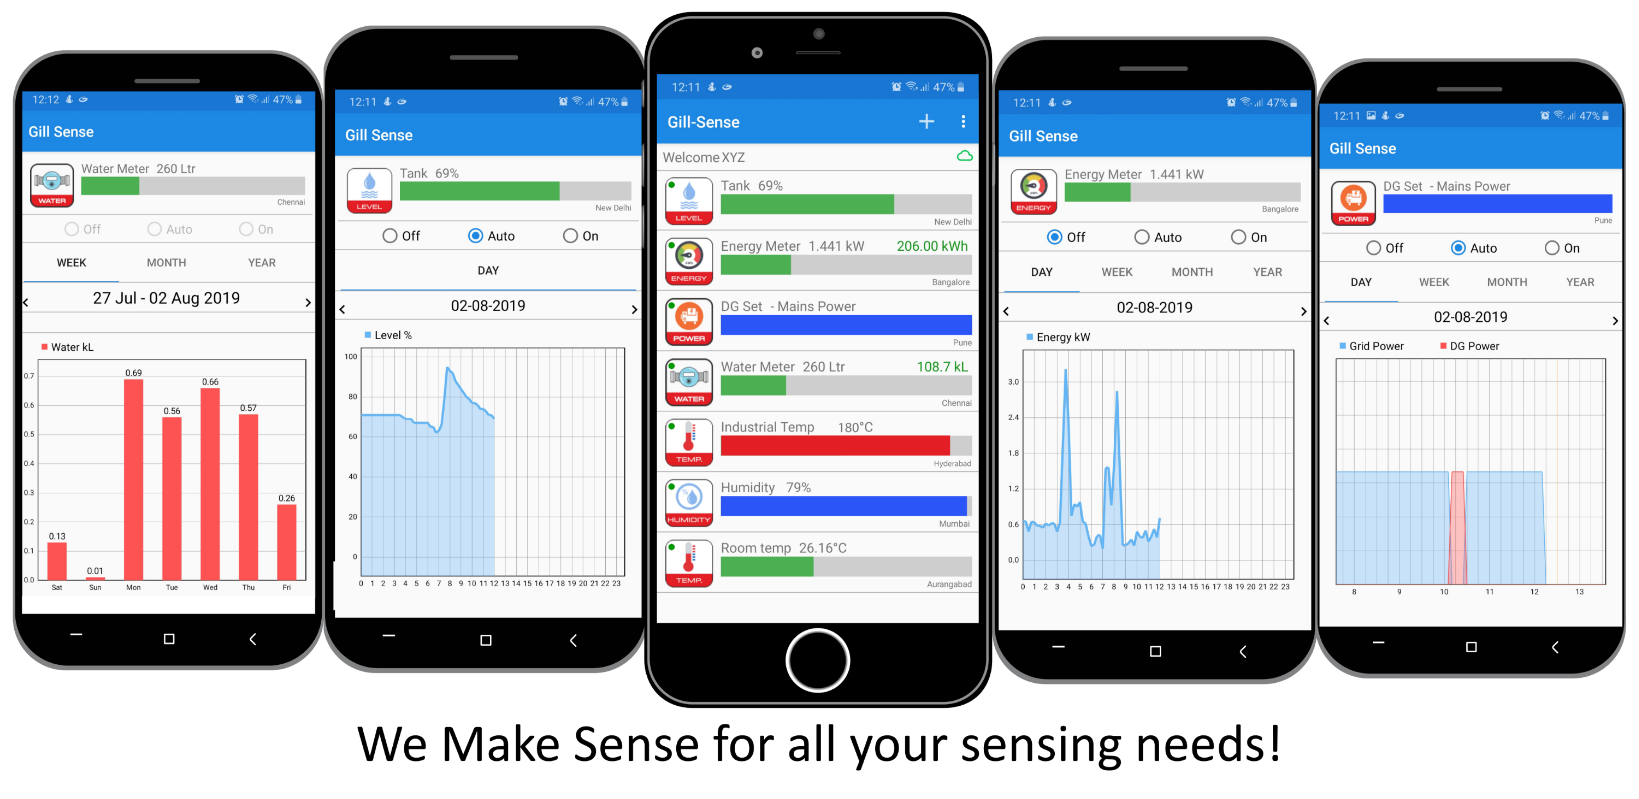 12:12 47%
Gill Sense
Water Meter 260 Ltr
WATER
Chennai
Off Auto On
WEEK MONTH YEAR
27 Jul - 02 Aug 2019
Water kL
0.7
0.6
0.5
0.4
0.3
0.2
0.1
0.0
0.13 0.01 0.69 0.56 0.66 0.57 0.26
Sat Sun Mon Tue Wed Thu Fri
12:11 47%
Gill Sense
Tank 69%
LEVEL
New Delhi
Off Auto On
DAY
02-08-2019
Level %
100
80
60
40
20
0
0 1 2 3 4 5 6 7 8 9 10 11 12 13 14 15 16 17 18 19 20 21 22 23
12:11 47%
Gill-Sense
Welcome XYZ
Tank 69%
LEVEL
New Delhi
Energy Meter 1.441 kW 206.00 kWh
ENERGY
Bangalore
DG Set - Mains Power
POWER
Pune
Water Meter 260 Ltr 108.7 kL
WATER
Chennai
Industrial Temp 180°C
TEMP.
Hyderabad
Humidity 79%
HUMIDITY
Mumbai
Room temp 26.16°C
TEMP.
Aurangabad
12:11 47%
Gill Sense
Energy Meter 1.441 kW
ENERGY
Bangalore
Off Auto On
DAY WEEK MONTH YEAR
02-08-2019
Energy kW
3.0
2.4
1.8
1.2
0.6
0.0
0 1 2 3 4 5 6 7 8 9 10 11 12 13 14 15 16 17 18 19 20 21 22 23
12:11 47%
Gill Sense
DG Set - Mains Power
POWER
Pune
Off Auto On
DAY WEEK MONTH YEAR
02-08-2019
Grid Power DG Power
8 9 10 11 12 13
We Make Sense for all your sensing needs!